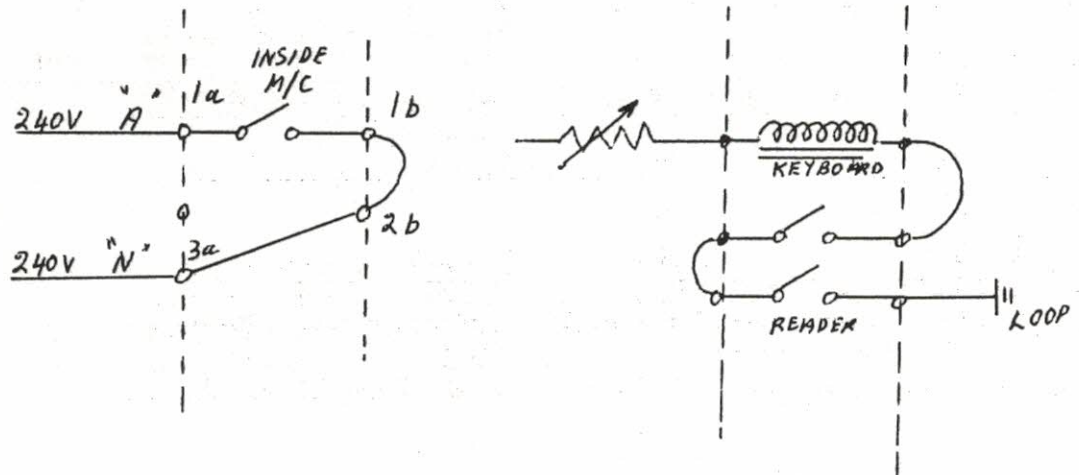 INSIDE
M/C
240V "A"
1a
1b
2b
240V "N"
3a
KEYBOARD
READER
LOOP